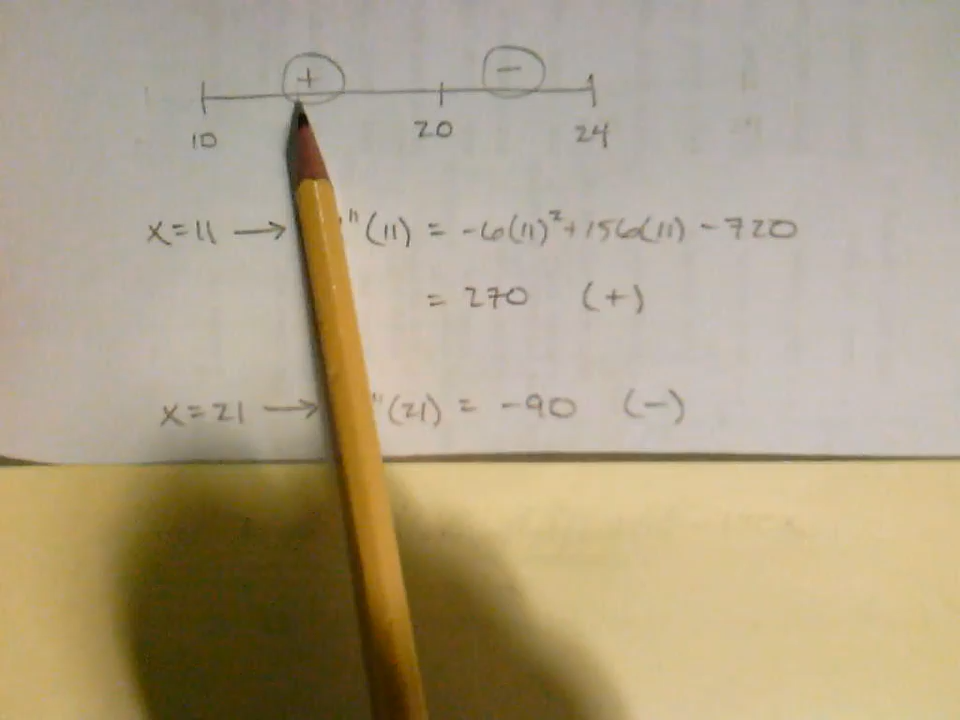 + −
10 20 24
x=11 → "(11) = -6(11)²+156(11) - 720
= 270 (+)
x=21 → "(21) = -90 (-)